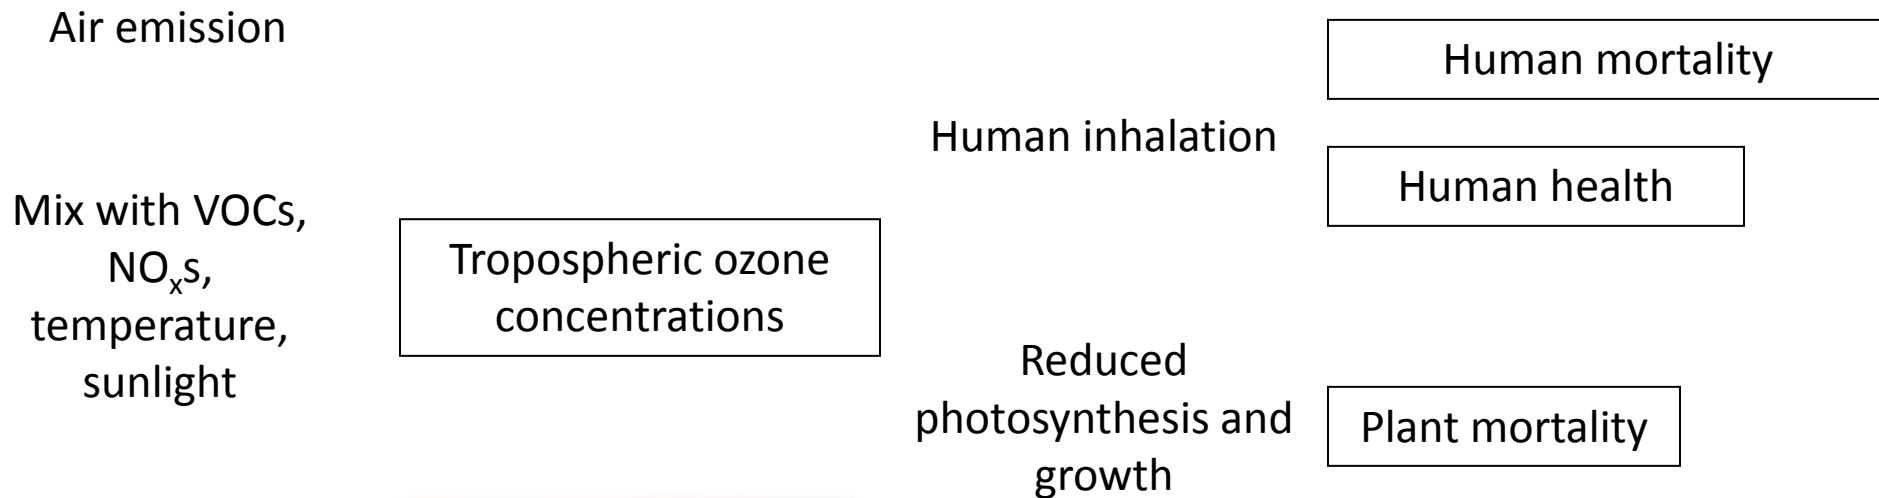 Air emission
Mix with VOCs,
NOₓs,
temperature,
sunlight
Tropospheric ozone
concentrations
Human inhalation
Reduced
photosynthesis and
growth
Human mortality
Human health
Plant mortality